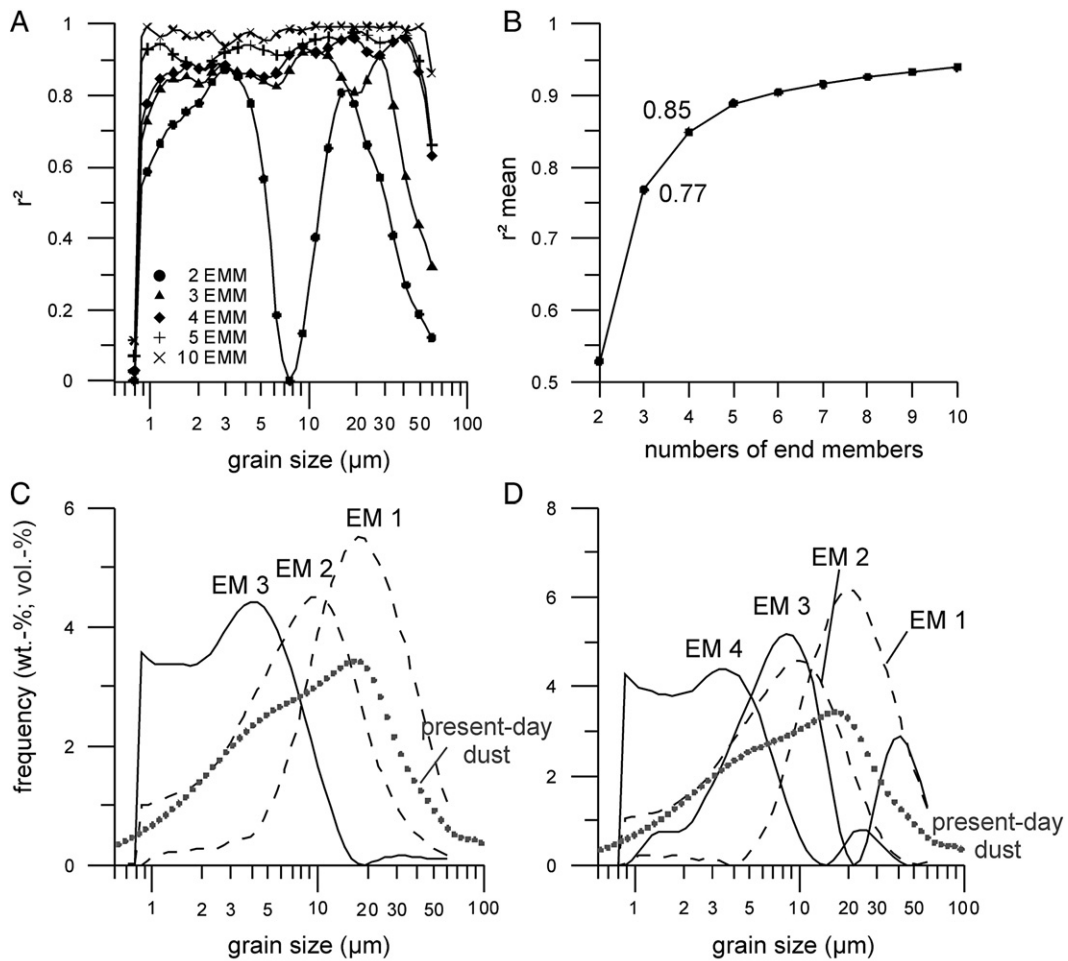 A
1
0.8
0.6
0.4
0.2
0
r²
2 EMM
3 EMM
4 EMM
5 EMM
10 EMM
1 2 3 5 10 20 30 50 100
grain size (µm)
B
1
0.9
0.8
0.7
0.6
0.5
r² mean
0.85
0.77
2 3 4 5 6 7 8 9 10
numbers of end members
C
6
4
2
0
frequency (wt.-%; vol.-%)
EM 1
EM 2
EM 3
present-day
dust
1 2 3 5 10 20 30 50 100
grain size (µm)
D
8
6
4
2
0
EM 2
EM 3
EM 1
EM 4
present-day
dust
1 2 3 5 10 20 30 50 100
grain size (µm)